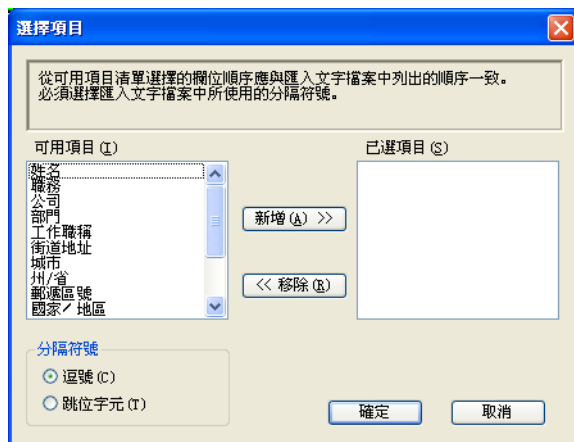 選擇項目
從可用項目清單選擇的欄位順序應與匯入文字檔案中列出的順序一致。
必須選擇匯入文字檔案中所使用的分隔符號。
可用項目(I)
已選項目(S)
姓名
職務
公司
部門
工作職稱
街道地址
城市
州/省
郵遞區號
國家/地區
新增(A) >>
<< 移除(R)
分隔符號
逗號(C)
跳位字元(T)
確定
取消